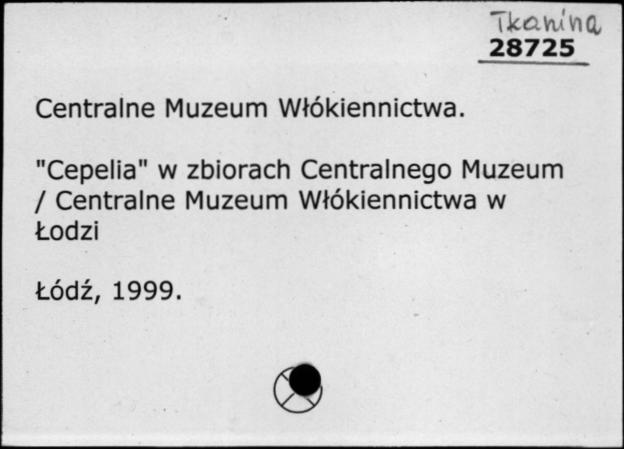 Tkanina
28725
Centralne Muzeum Włókiennictwa.
"Cepelia" w zbiorach Centralnego Muzeum
/ Centralne Muzeum Włókiennictwa w
Łodzi
Łódź, 1999.